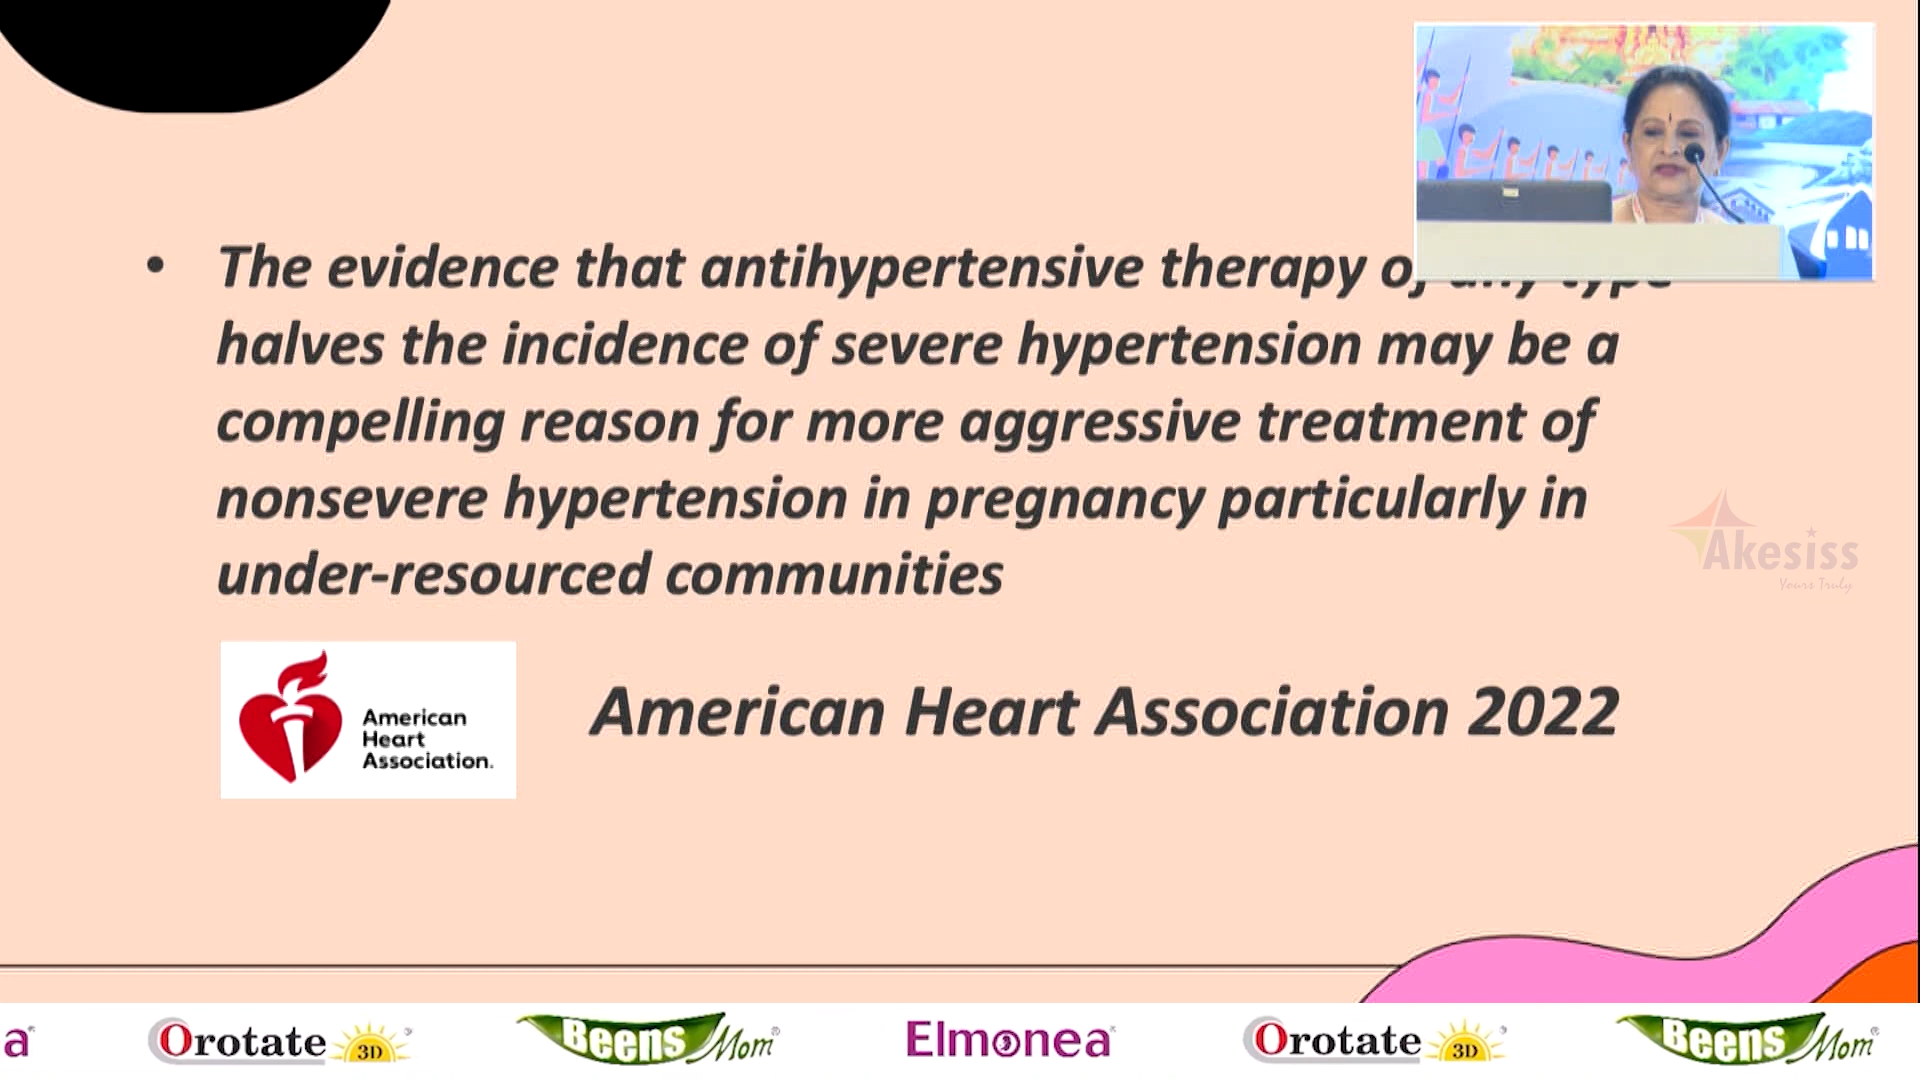 • The evidence that antihypertensive therapy of any type
halves the incidence of severe hypertension may be a
compelling reason for more aggressive treatment of
nonsevere hypertension in pregnancy particularly in
under-resourced communities
Akesiss
Yours Truly
American
Heart
Association.
American Heart Association 2022
a
Orotate 3D
Beens Mom
Elmonea
Orotate 3D
Beens Mom